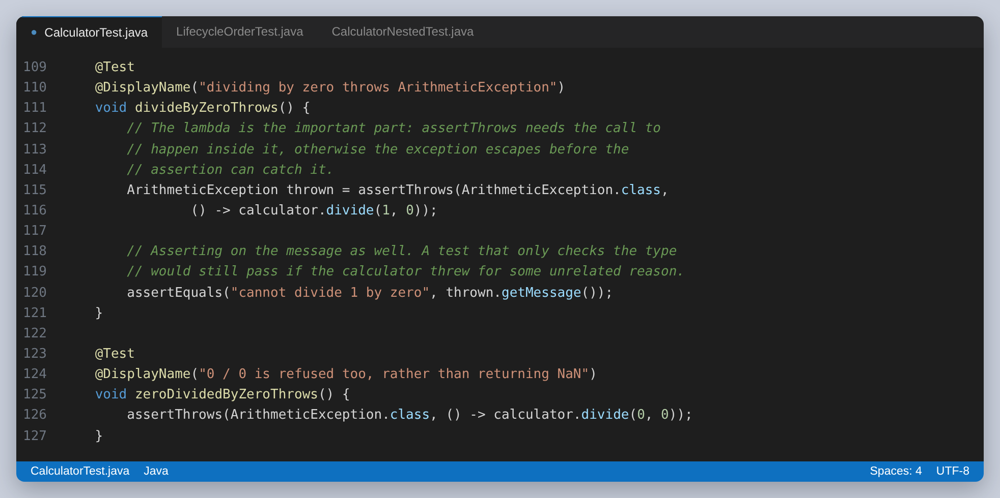 CalculatorTest.java LifecycleOrderTest.java CalculatorNestedTest.java
109     @Test
110     @DisplayName("dividing by zero throws ArithmeticException")
111     void divideByZeroThrows() {
112         // The lambda is the important part: assertThrows needs the call to
113         // happen inside it, otherwise the exception escapes before the
114         // assertion can catch it.
115         ArithmeticException thrown = assertThrows(ArithmeticException.class,
116                 () -> calculator.divide(1, 0));
117
118         // Asserting on the message as well. A test that only checks the type
119         // would still pass if the calculator threw for some unrelated reason.
120         assertEquals("cannot divide 1 by zero", thrown.getMessage());
121     }
122
123     @Test
124     @DisplayName("0 / 0 is refused too, rather than returning NaN")
125     void zeroDividedByZeroThrows() {
126         assertThrows(ArithmeticException.class, () -> calculator.divide(0, 0));
127     }
CalculatorTest.java Java Spaces: 4 UTF-8